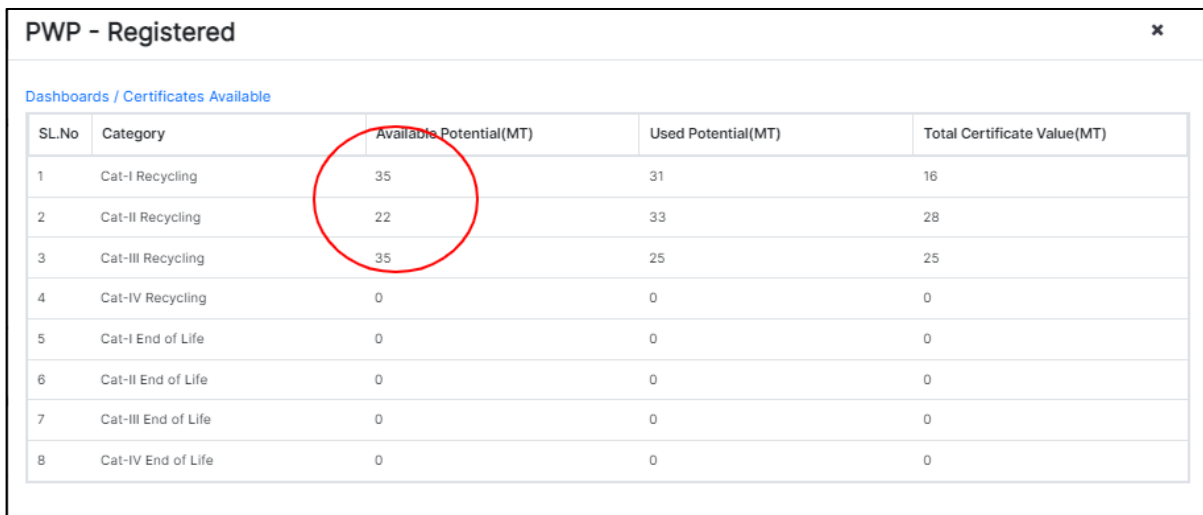 PWP - Registered ×
Dashboards / Certificates Available
SL.No Category Available Potential(MT) Used Potential(MT) Total Certificate Value(MT)
1 Cat-I Recycling 35 31 16
2 Cat-II Recycling 22 33 28
3 Cat-III Recycling 35 25 25
4 Cat-IV Recycling 0 0 0
5 Cat-I End of Life 0 0 0
6 Cat-II End of Life 0 0 0
7 Cat-III End of Life 0 0 0
8 Cat-IV End of Life 0 0 0